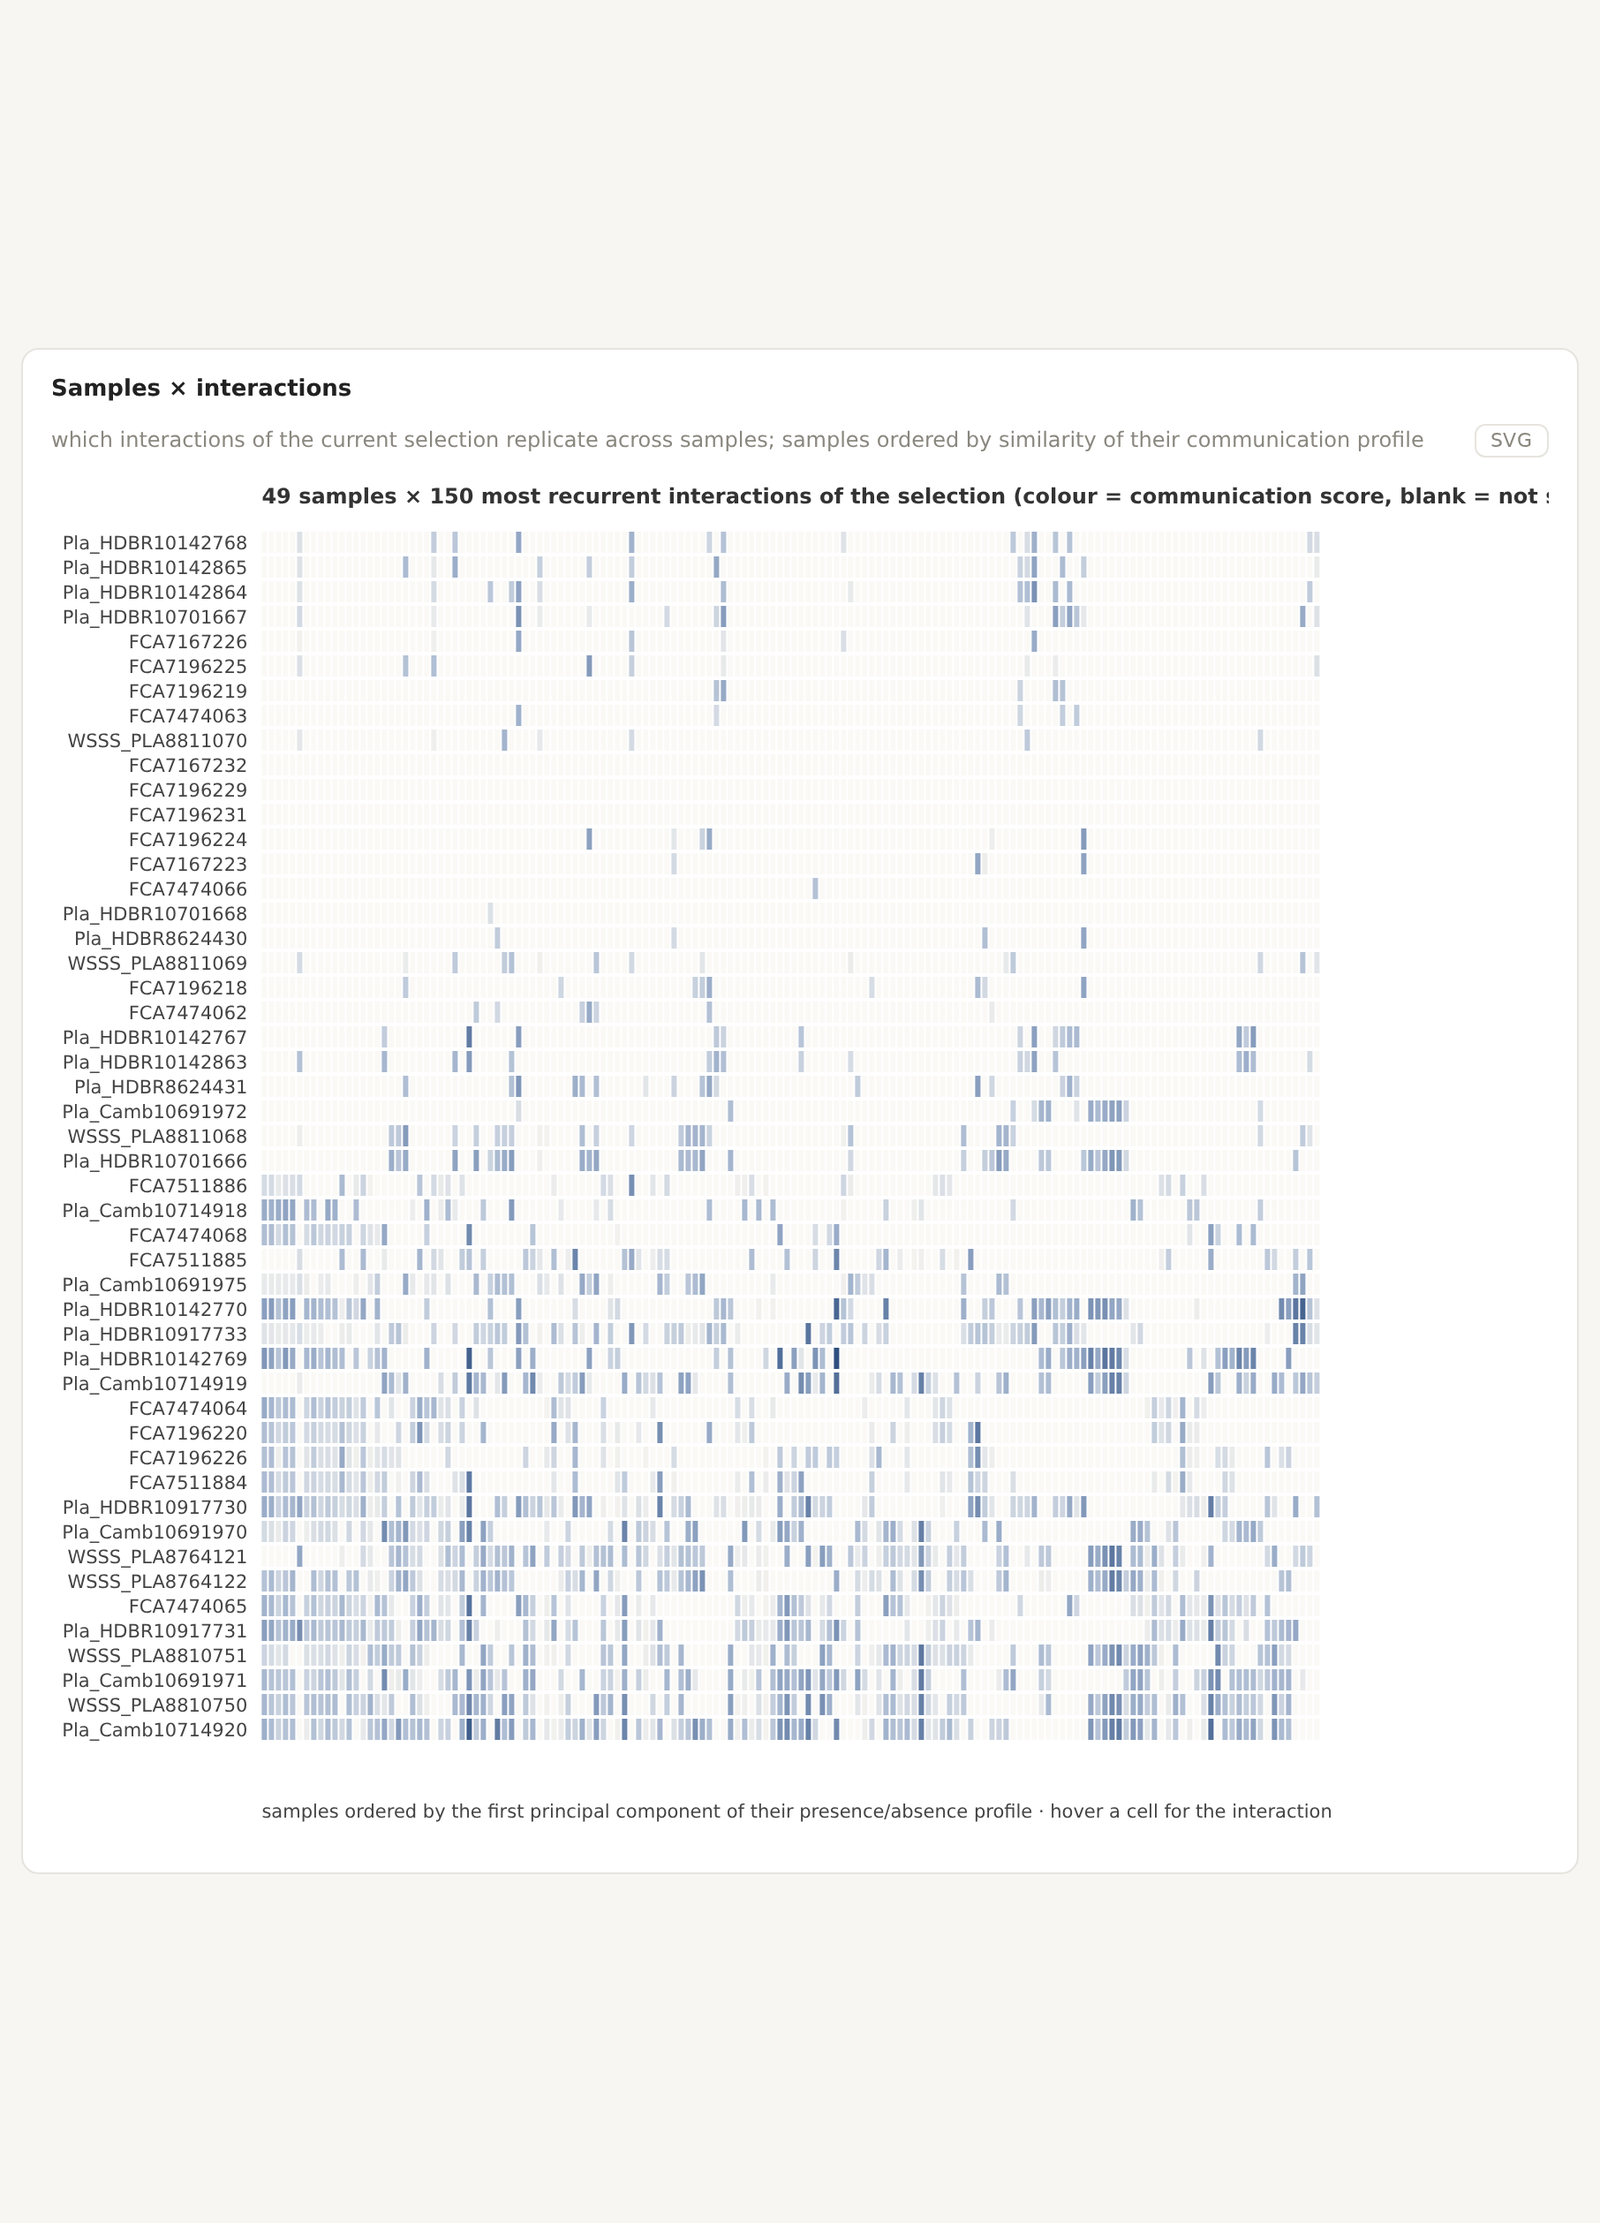 Samples × interactions
which interactions of the current selection replicate across samples; samples ordered by similarity of their communication profile
SVG
49 samples × 150 most recurrent interactions of the selection (colour = communication score, blank = not
Pla_HDBR10142768
Pla_HDBR10142865
Pla_HDBR10142864
Pla_HDBR10701667
FCA7167226
FCA7196225
FCA7196219
FCA7474063
WSSS_PLA8811070
FCA7167232
FCA7196229
FCA7196231
FCA7196224
FCA7167223
FCA7474066
Pla_HDBR10701668
Pla_HDBR8624430
WSSS_PLA8811069
FCA7196218
FCA7474062
Pla_HDBR10142767
Pla_HDBR10142863
Pla_HDBR8624431
Pla_Camb10691972
WSSS_PLA8811068
Pla_HDBR10701666
FCA7511886
Pla_Camb10714918
FCA7474068
FCA7511885
Pla_Camb10691975
Pla_HDBR10142770
Pla_HDBR10917733
Pla_HDBR10142769
Pla_Camb10714919
FCA7474064
FCA7196220
FCA7196226
FCA7511884
Pla_HDBR10917730
Pla_Camb10691970
WSSS_PLA8764121
WSSS_PLA8764122
FCA7474065
Pla_HDBR10917731
WSSS_PLA8810751
Pla_Camb10691971
WSSS_PLA8810750
Pla_Camb10714920
samples ordered by the first principal component of their presence/absence profile · hover a cell for the interaction